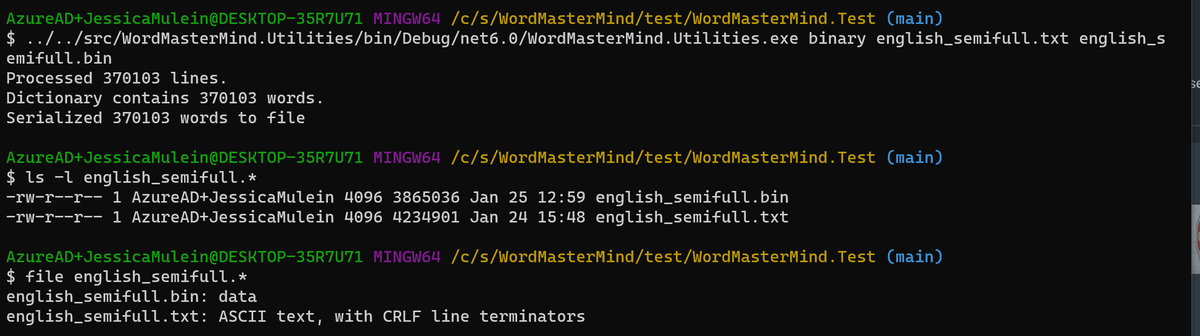 AzureAD+JessicaMulein@DESKTOP-35R7U71 MINGW64 /c/s/WordMasterMind/test/WordMasterMind.Test (main)
$ ../../src/WordMasterMind.Utilities/bin/Debug/net6.0/WordMasterMind.Utilities.exe binary english_semifull.txt english_s
emifull.bin
Processed 370103 lines.
Dictionary contains 370103 words.
Serialized 370103 words to file
AzureAD+JessicaMulein@DESKTOP-35R7U71 MINGW64 /c/s/WordMasterMind/test/WordMasterMind.Test (main)
$ ls -l english_semifull.*
-rw-r--r-- 1 AzureAD+JessicaMulein 4096 3865036 Jan 25 12:59 english_semifull.bin
-rw-r--r-- 1 AzureAD+JessicaMulein 4096 4234901 Jan 24 15:48 english_semifull.txt
AzureAD+JessicaMulein@DESKTOP-35R7U71 MINGW64 /c/s/WordMasterMind/test/WordMasterMind.Test (main)
$ file english_semifull.*
english_semifull.bin: data
english_semifull.txt: ASCII text, with CRLF line terminators